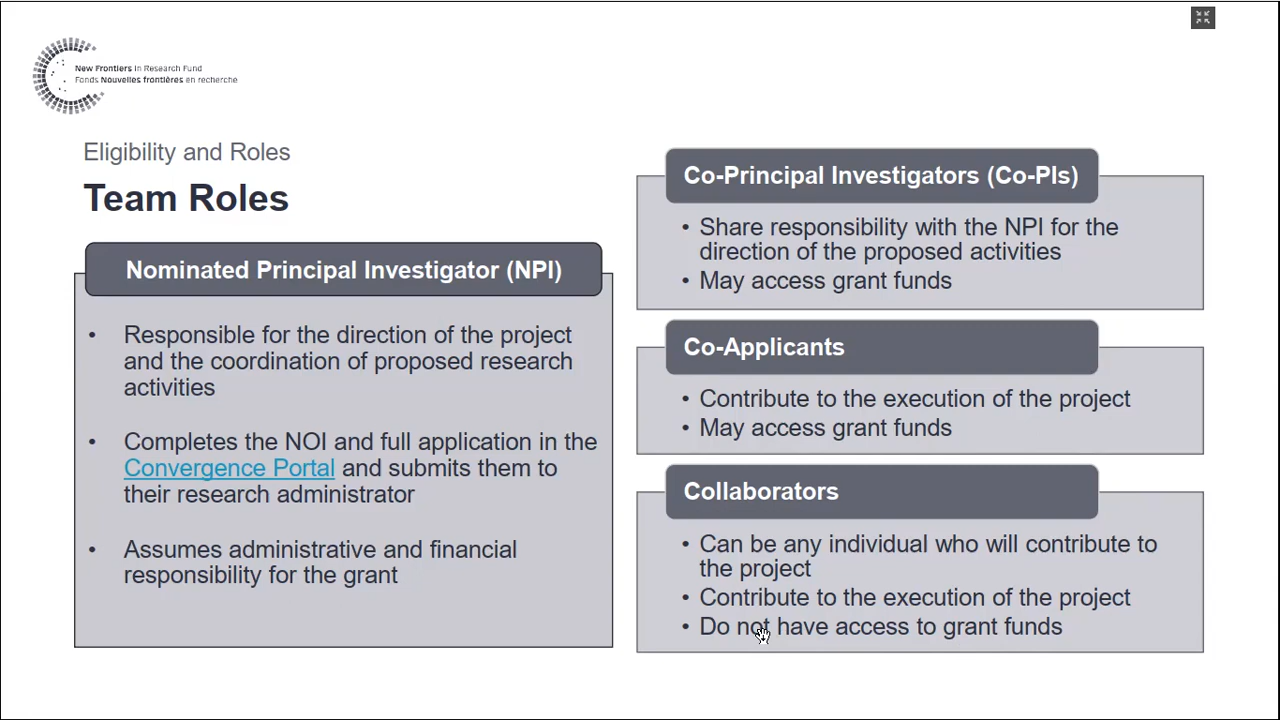 New Frontiers in Research Fund
Fonds Nouvelles frontières en recherche
Eligibility and Roles
Team Roles
Nominated Principal Investigator (NPI)
• Responsible for the direction of the project
and the coordination of proposed research
activities
• Completes the NOI and full application in the
Convergence Portal and submits them to
their research administrator
• Assumes administrative and financial
responsibility for the grant
Co-Principal Investigators (Co-PIs)
• Share responsibility with the NPI for the
direction of the proposed activities
• May access grant funds
Co-Applicants
• Contribute to the execution of the project
• May access grant funds
Collaborators
• Can be any individual who will contribute to
the project
• Contribute to the execution of the project
• Do not have access to grant funds